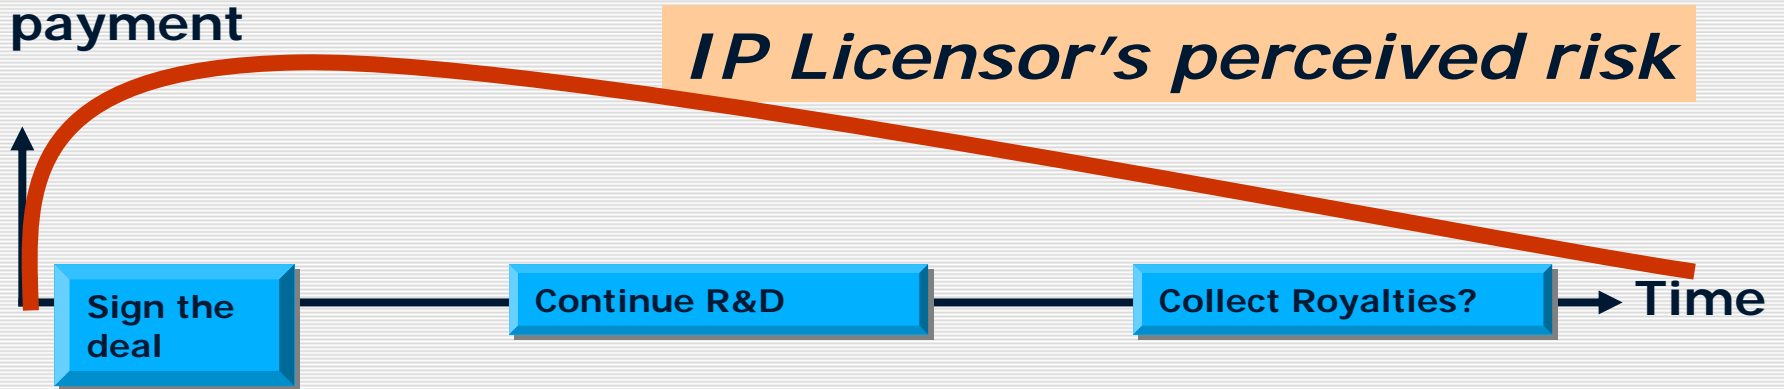 payment
IP Licensor's perceived risk
Sign the
deal
Continue R&D
Collect Royalties?
Time